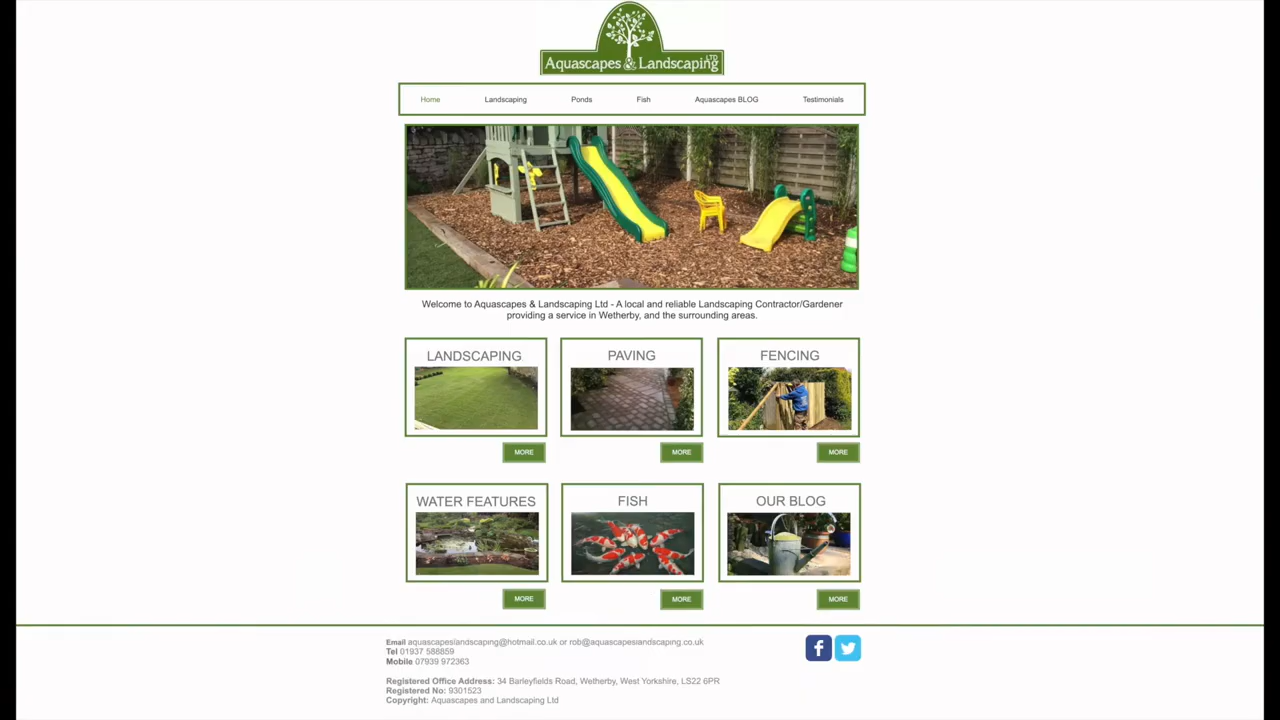 Aquascapes & Landscaping LTD
Home Landscaping Ponds Fish Aquascapes BLOG Testimonials
Welcome to Aquascapes & Landscaping Ltd - A local and reliable Landscaping Contractor/Gardener
providing a service in Wetherby, and the surrounding areas.
LANDSCAPING PAVING FENCING
MORE MORE MORE
WATER FEATURES FISH OUR BLOG
MORE MORE MORE
Email aquascapeslandscaping@hotmail.co.uk or rob@aquascapeslandscaping.co.uk
Tel 01937 588859
Mobile 07939 972363
Registered Office Address: 34 Barleyfields Road, Wetherby, West Yorkshire, LS22 6PR
Registered No: 9301523
Copyright: Aquascapes and Landscaping Ltd